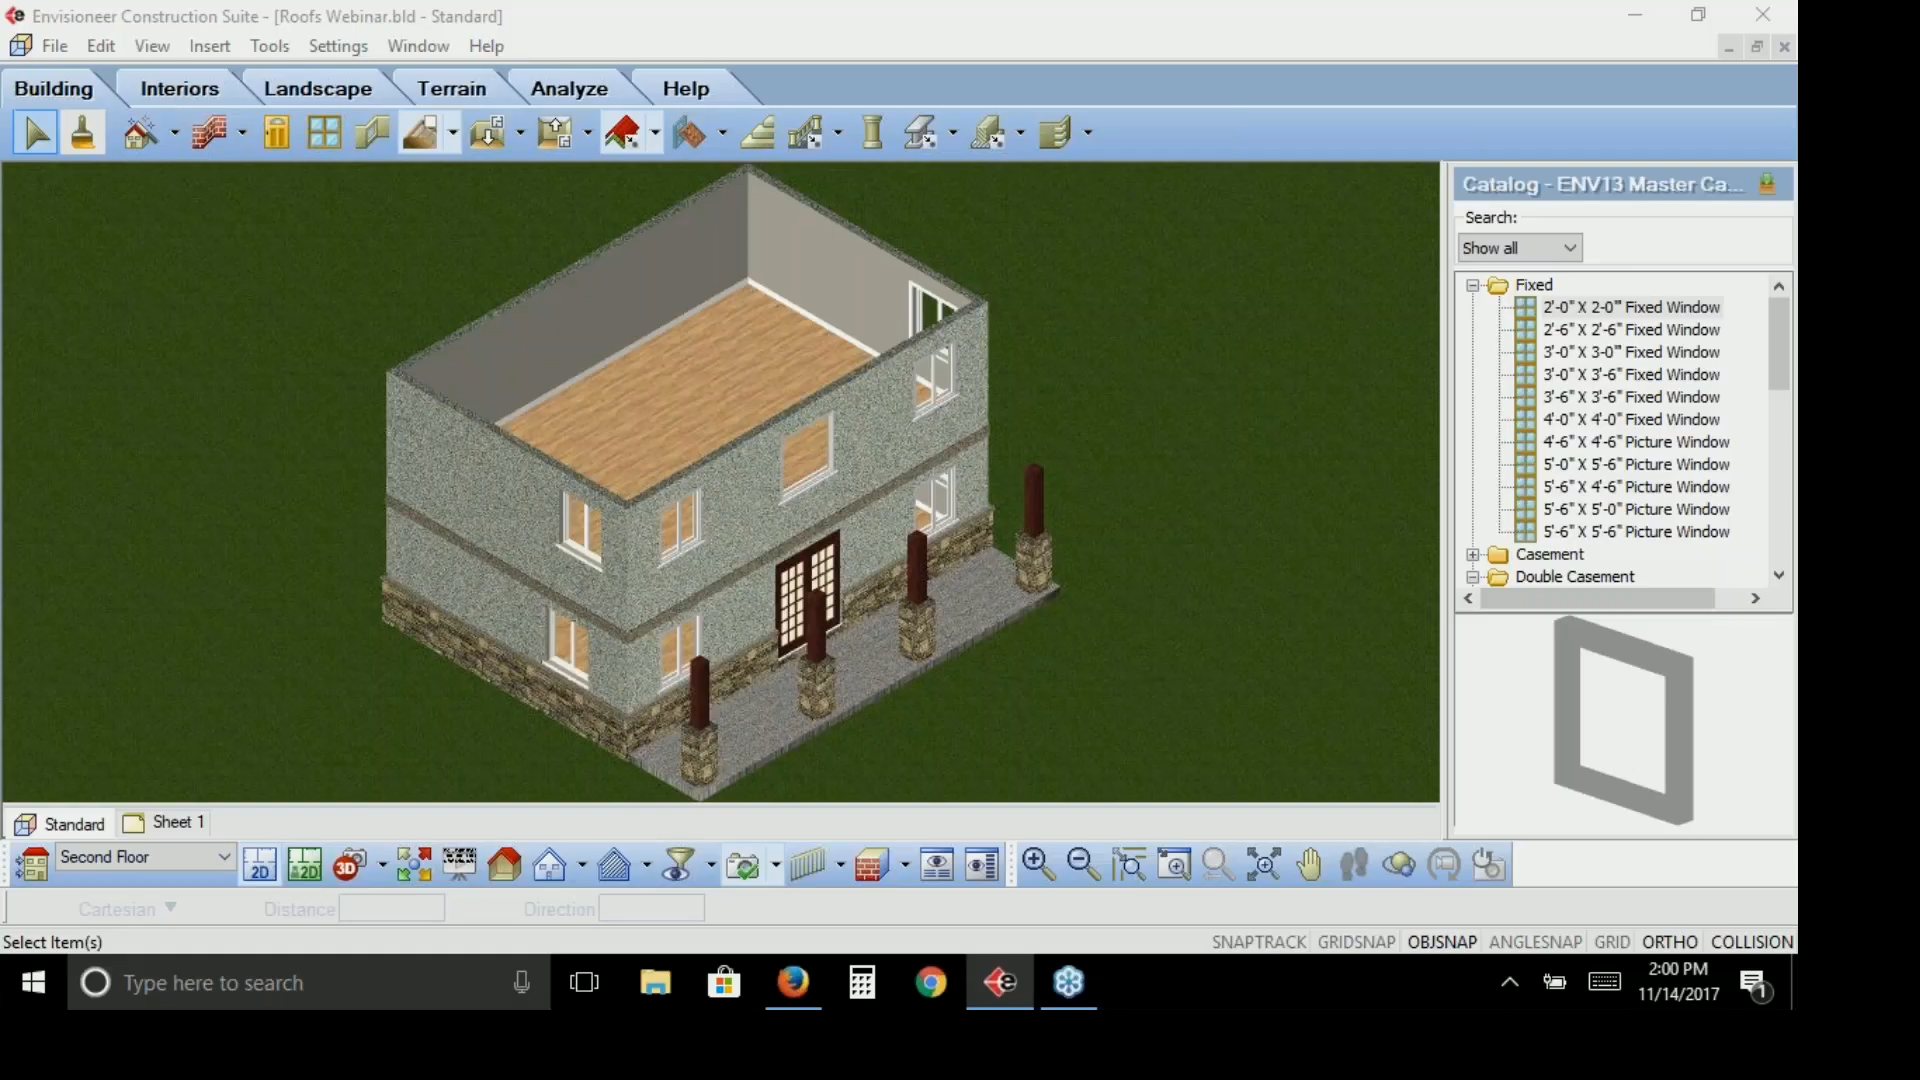 Envisioneer Construction Suite - [Roofs Webinar.bld - Standard]
File Edit View Insert Tools Settings Window Help
Building Interiors Landscape Terrain Analyze Help
Catalog - ENV13 Master Ca...
Search:
Show all
Fixed
2'-0" X 2-0'" Fixed Window
2'-6" X 2'-6" Fixed Window
3'-0" X 3-0'" Fixed Window
3'-0" X 3'-6" Fixed Window
3'-6" X 3'-6" Fixed Window
4'-0" X 4'-0" Fixed Window
4'-6" X 4'-6" Picture Window
5'-0" X 5'-6" Picture Window
5'-6" X 4'-6" Picture Window
5'-6" X 5'-0" Picture Window
5'-6" X 5'-6" Picture Window
Casement
Double Casement
Standard Sheet 1
Second Floor 2D 2D 3D
Cartesian Distance Direction
Select Item(s) SNAPTRACK GRIDSNAP OBJSNAP ANGLESNAP GRID ORTHO COLLISION
Type here to search
2:00 PM
11/14/2017
1